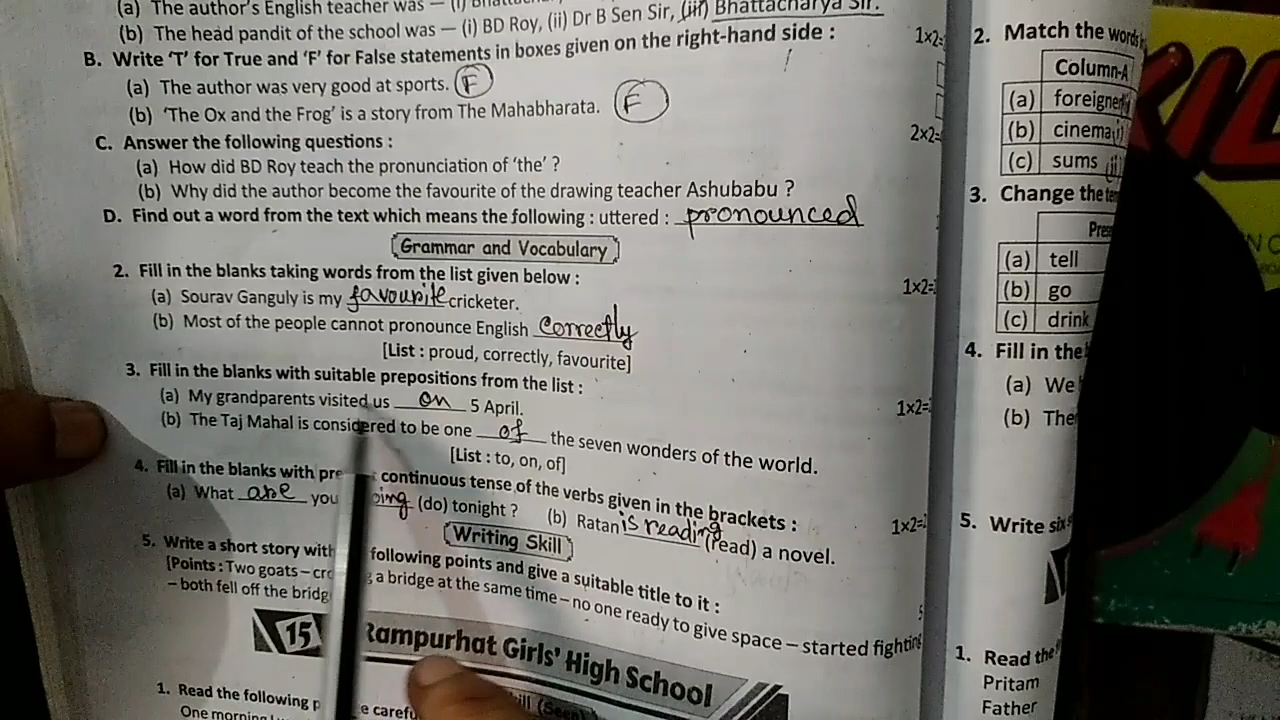 (a) The author's English teacher was – (i)
(b) The head pandit of the school was – (i) BD Roy, (ii) Dr B Sen Sir, (iii) Bhattacharya Sir.
B. Write 'T' for True and 'F' for False statements in boxes given on the right-hand side : 1×2=
(a) The author was very good at sports. F
(b) 'The Ox and the Frog' is a story from The Mahabharata. F
C. Answer the following questions : 2×2=
(a) How did BD Roy teach the pronunciation of 'the' ?
(b) Why did the author become the favourite of the drawing teacher Ashubabu ?
D. Find out a word from the text which means the following : uttered : pronounced
Grammar and Vocabulary
2. Fill in the blanks taking words from the list given below : 1×2=
(a) Sourav Ganguly is my favourite cricketer.
(b) Most of the people cannot pronounce English correctly
[List : proud, correctly, favourite]
3. Fill in the blanks with suitable prepositions from the list : 1×2=
(a) My grandparents visited us on 5 April.
(b) The Taj Mahal is considered to be one of the seven wonders of the world.
[List : to, on, of]
4. Fill in the blanks with pre continuous tense of the verbs given in the brackets : 1×2=
(a) What are you oing (do) tonight ? (b) Ratan is reading (read) a novel.
Writing Skill
5. Write a short story with following points and give a suitable title to it :
[Points : Two goats – cro g a bridge at the same time – no one ready to give space – started fighting
– both fell off the bridg
15 Rampurhat Girls' High School
1. Read the following p e carefu
One morning
2. Match the words
Column-A
(a) foreigner
(b) cinema
(c) sums
3. Change the
(a) tell
(b) go
(c) drink
4. Fill in the
(a) We
(b) The
5. Write six
1. Read the
Pritam
Father